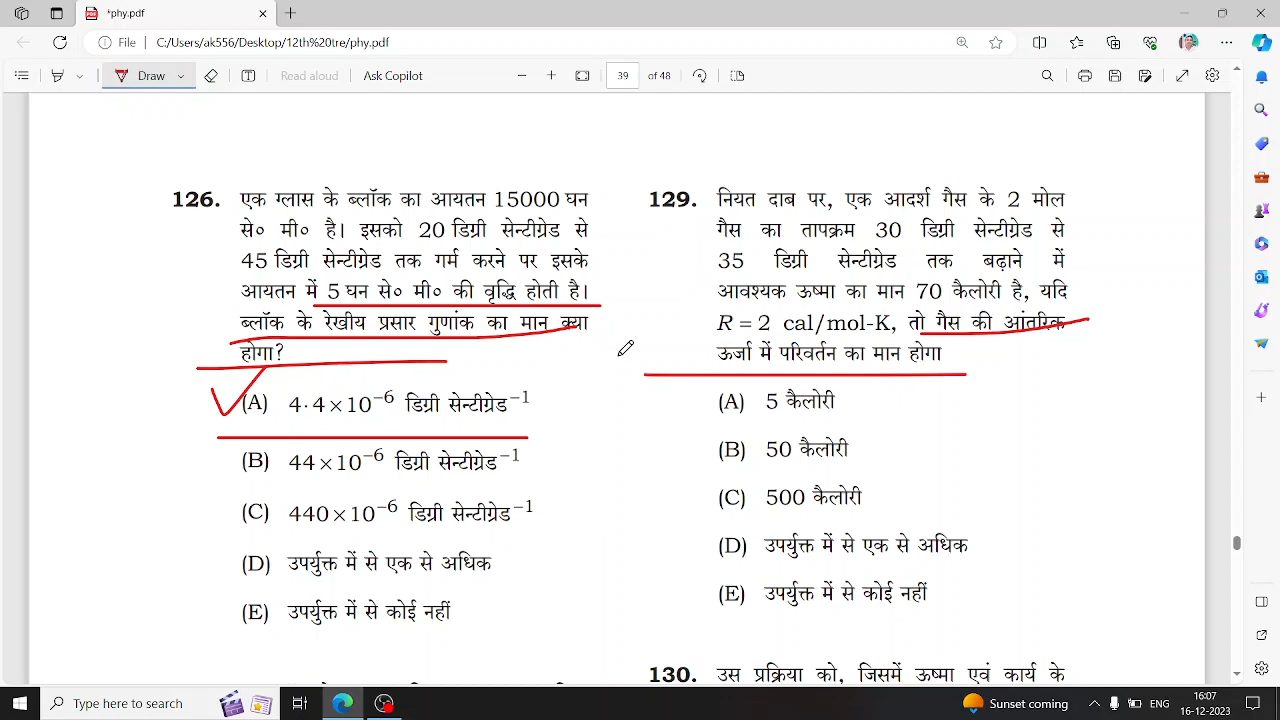 *phy.pdf
File C:/Users/ak556/Desktop/12th%20tre/phy.pdf
Draw Read aloud Ask Copilot 39 of 48
126. एक ग्लास के ब्लॉक का आयतन 15000 घन
से० मी० है। इसको 20 डिग्री सेन्टीग्रेड से
45 डिग्री सेन्टीग्रेड तक गर्म करने पर इसके
आयतन में 5 घन से० मी० की वृद्धि होती है।
ब्लॉक के रेखीय प्रसार गुणांक का मान क्या
होगा?
(A) 4·4×10⁻⁶ डिग्री सेन्टीग्रेड⁻¹
(B) 44×10⁻⁶ डिग्री सेन्टीग्रेड⁻¹
(C) 440×10⁻⁶ डिग्री सेन्टीग्रेड⁻¹
(D) उपर्युक्त में से एक से अधिक
(E) उपर्युक्त में से कोई नहीं
129. नियत दाब पर, एक आदर्श गैस के 2 मोल
गैस का तापक्रम 30 डिग्री सेन्टीग्रेड से
35 डिग्री सेन्टीग्रेड तक बढ़ाने में
आवश्यक ऊष्मा का मान 70 कैलोरी है, यदि
R = 2 cal/mol-K, तो गैस की आंतरिक
ऊर्जा में परिवर्तन का मान होगा
(A) 5 कैलोरी
(B) 50 कैलोरी
(C) 500 कैलोरी
(D) उपर्युक्त में से एक से अधिक
(E) उपर्युक्त में से कोई नहीं
130. उस प्रक्रिया को, जिसमें ऊष्मा एवं कार्य के
Type here to search
Sunset coming
ENG
16:07
16-12-2023